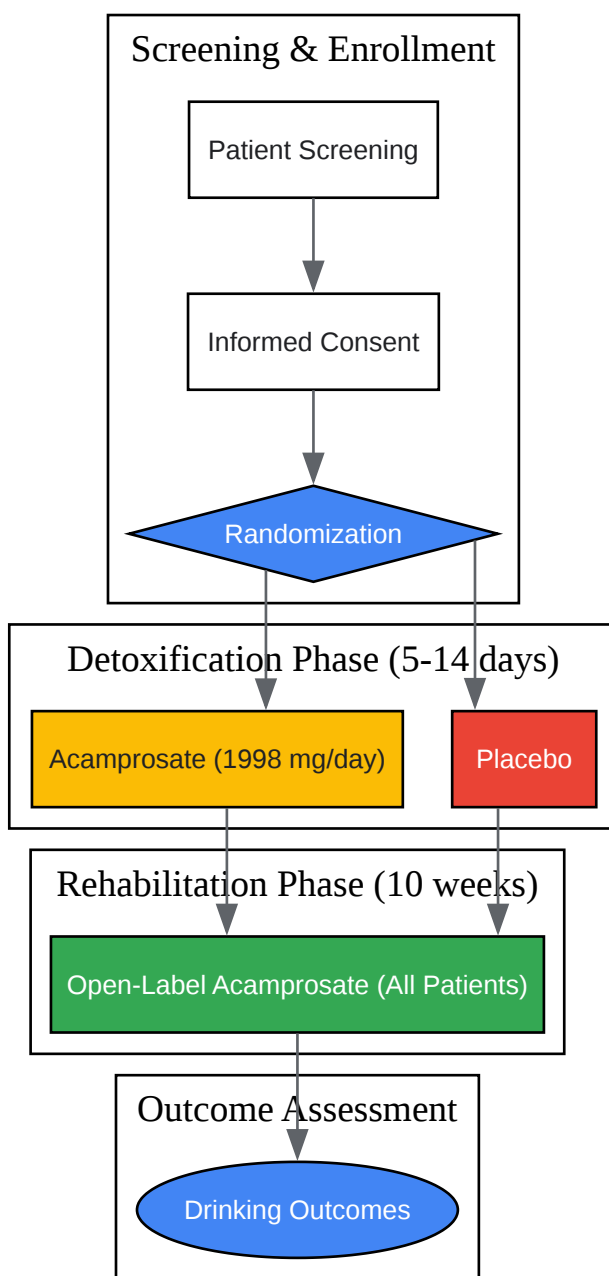 Screening & Enrollment
Patient Screening
Informed Consent
Randomization
Detoxification Phase (5-14 days)
Acamprosate (1998 mg/day)
Placebo
Rehabilitation Phase (10 weeks)
Open-Label Acamprosate (All Patients)
Outcome Assessment
Drinking Outcomes